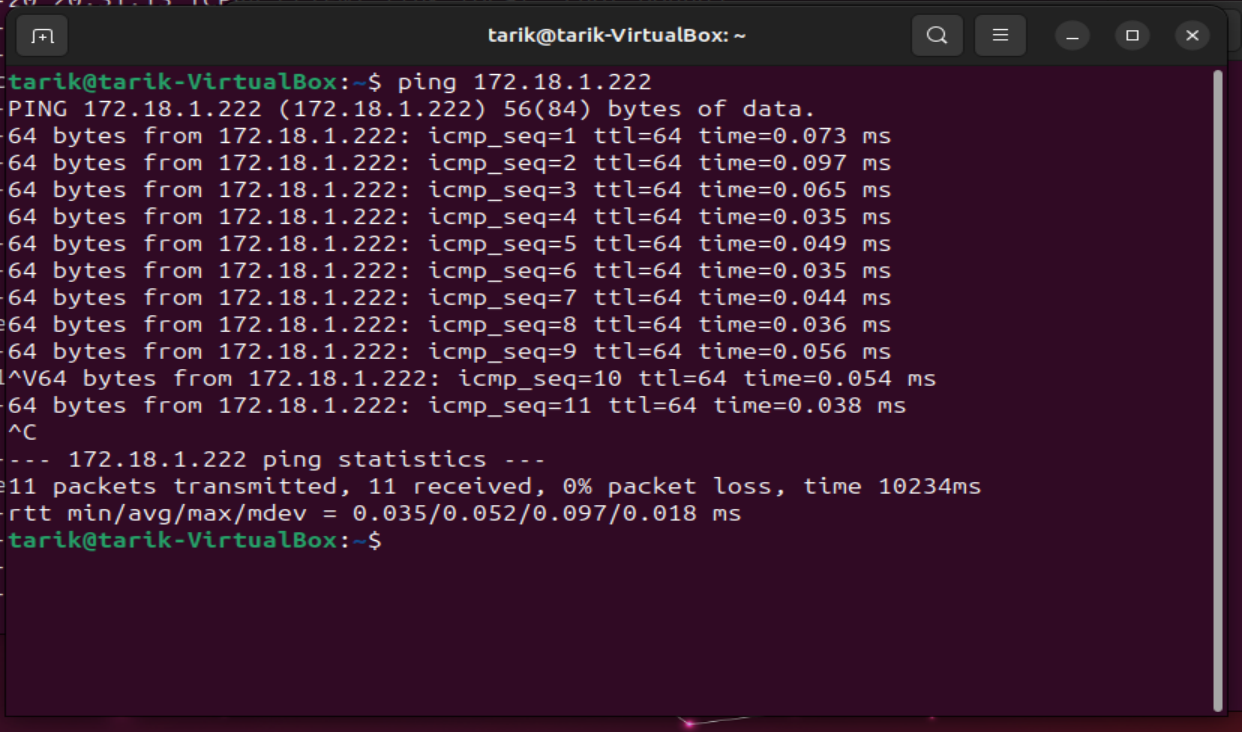 tarik@tarik-VirtualBox: ~
tarik@tarik-VirtualBox:~$ ping 172.18.1.222
PING 172.18.1.222 (172.18.1.222) 56(84) bytes of data.
64 bytes from 172.18.1.222: icmp_seq=1 ttl=64 time=0.073 ms
64 bytes from 172.18.1.222: icmp_seq=2 ttl=64 time=0.097 ms
64 bytes from 172.18.1.222: icmp_seq=3 ttl=64 time=0.065 ms
64 bytes from 172.18.1.222: icmp_seq=4 ttl=64 time=0.035 ms
64 bytes from 172.18.1.222: icmp_seq=5 ttl=64 time=0.049 ms
64 bytes from 172.18.1.222: icmp_seq=6 ttl=64 time=0.035 ms
64 bytes from 172.18.1.222: icmp_seq=7 ttl=64 time=0.044 ms
64 bytes from 172.18.1.222: icmp_seq=8 ttl=64 time=0.036 ms
64 bytes from 172.18.1.222: icmp_seq=9 ttl=64 time=0.056 ms
^V64 bytes from 172.18.1.222: icmp_seq=10 ttl=64 time=0.054 ms
64 bytes from 172.18.1.222: icmp_seq=11 ttl=64 time=0.038 ms
^C
--- 172.18.1.222 ping statistics ---
11 packets transmitted, 11 received, 0% packet loss, time 10234ms
rtt min/avg/max/mdev = 0.035/0.052/0.097/0.018 ms
tarik@tarik-VirtualBox:~$